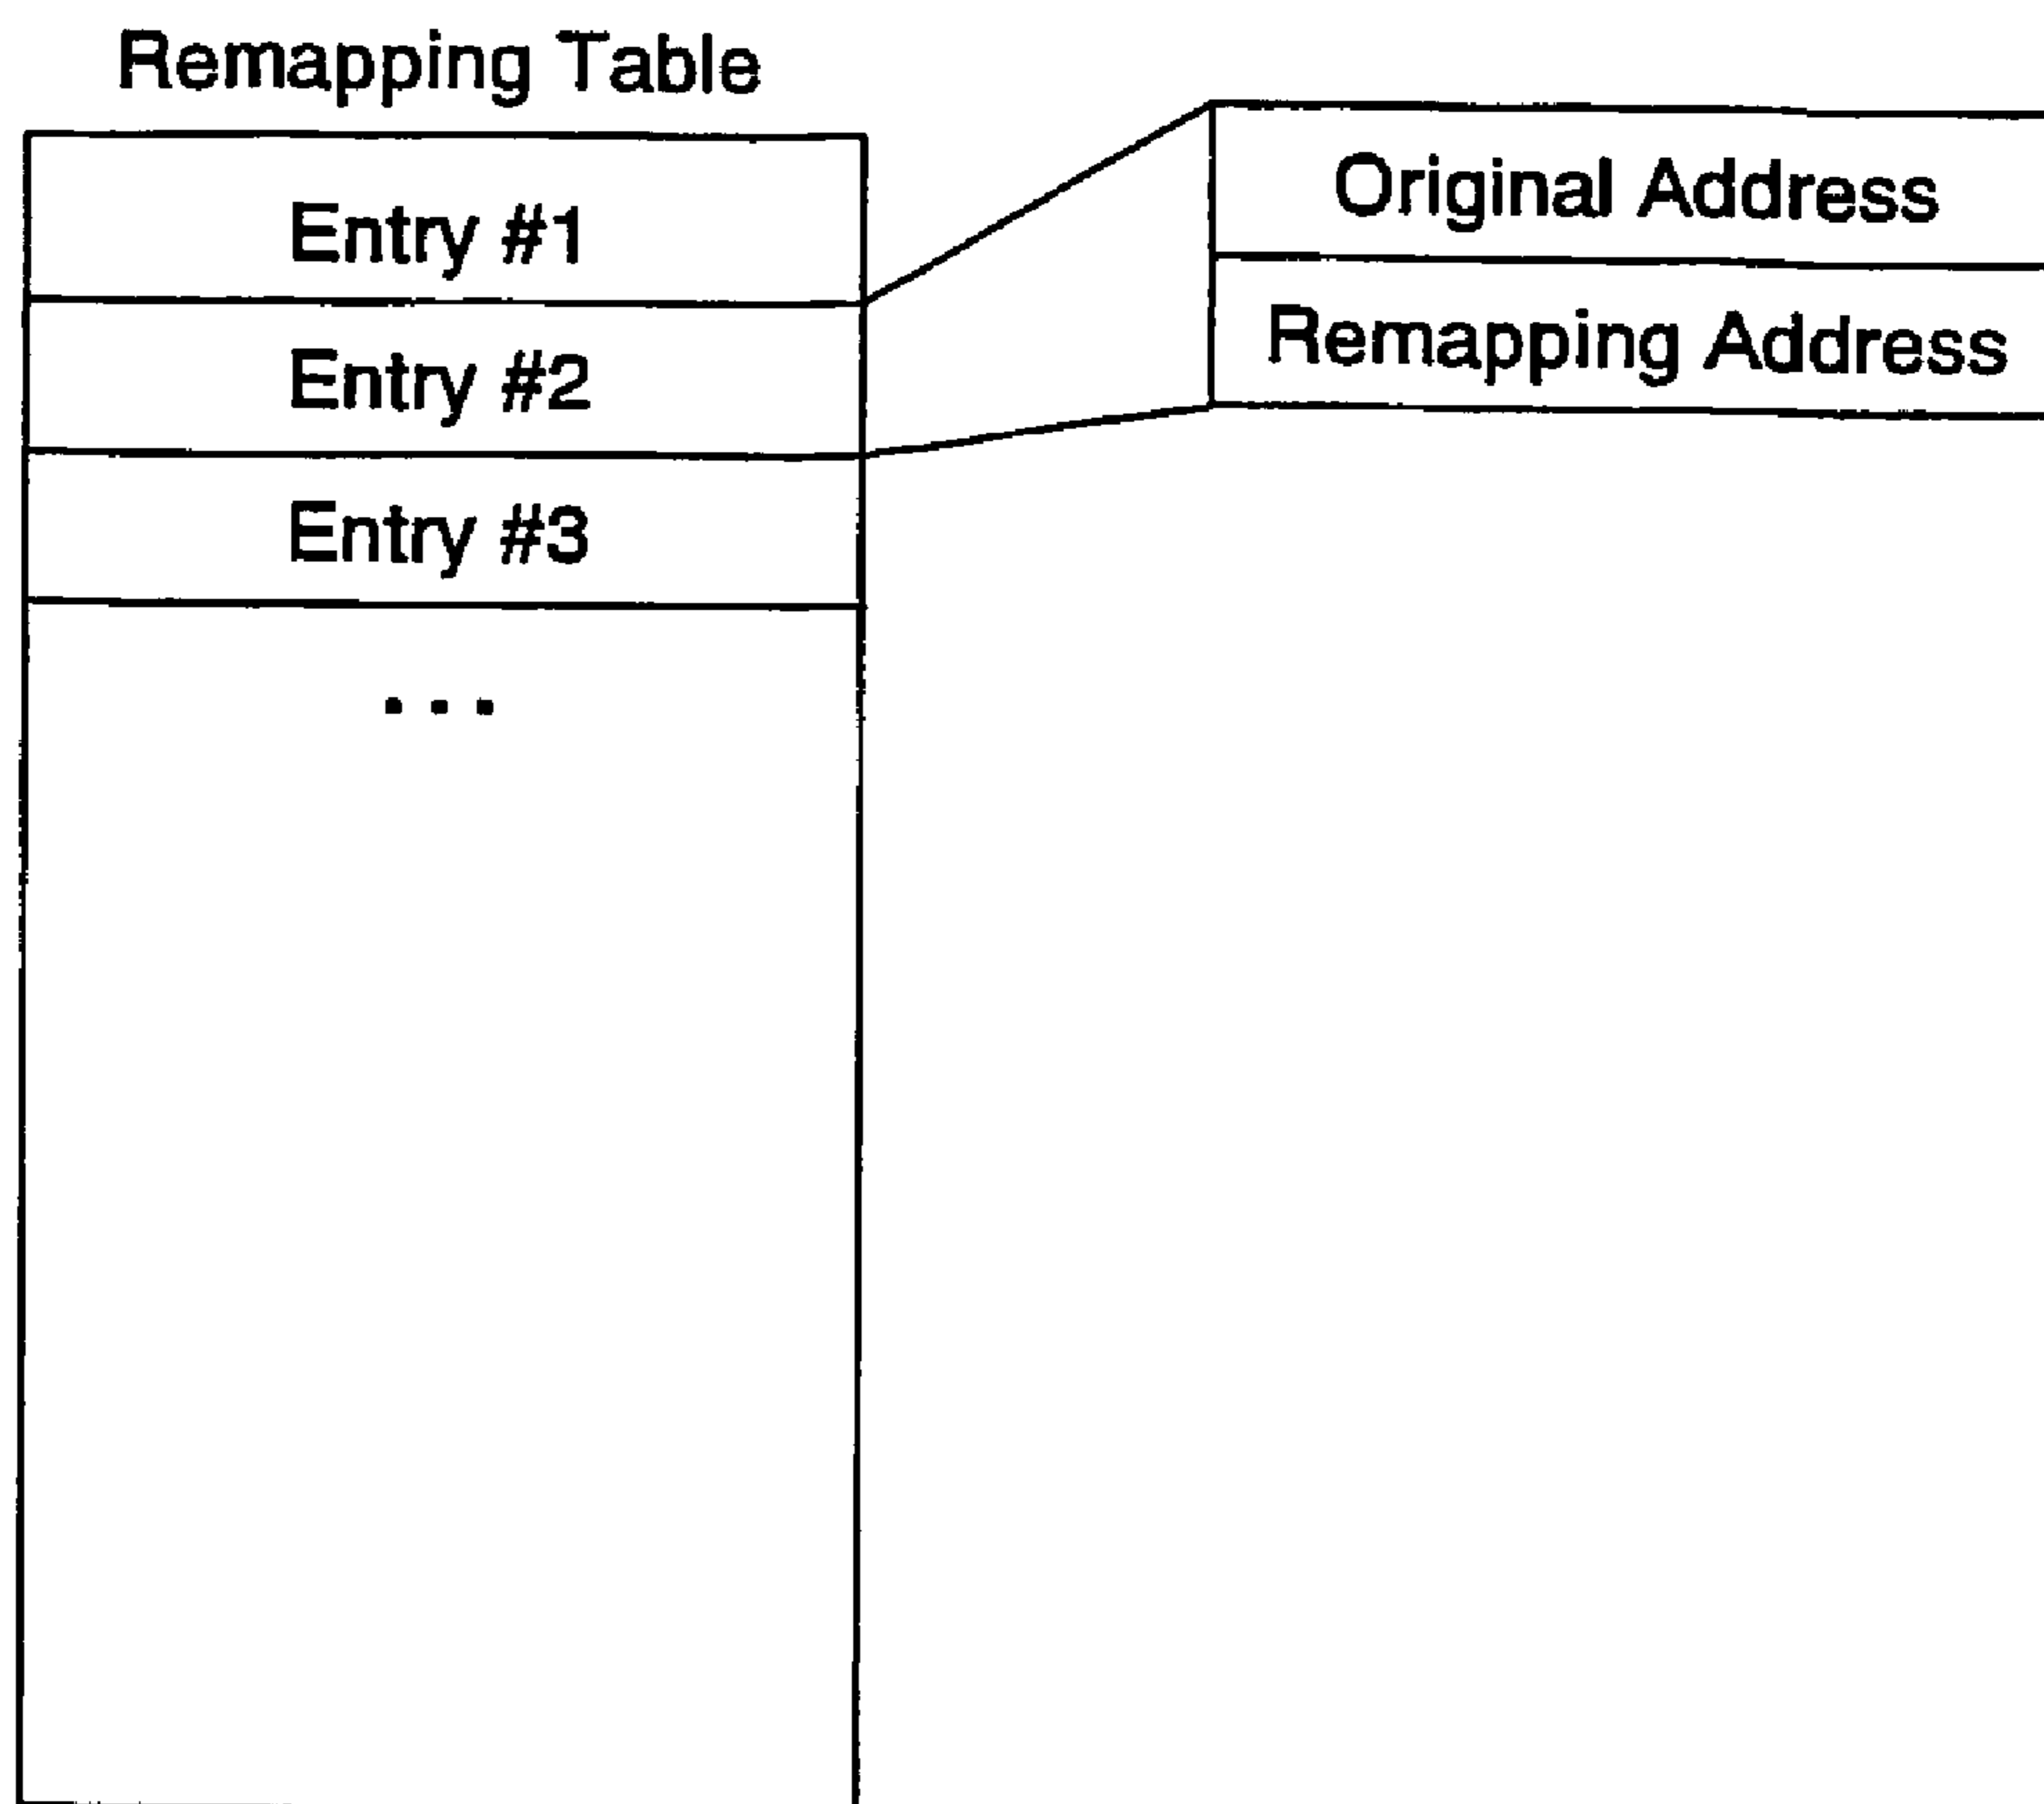 Remapping Table
Entry #1
Entry #2
Entry #3
...
Original Address
Remapping Address